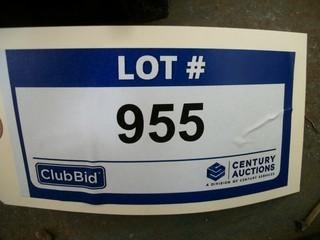 LOT #
955
ClubBid
CENTURY
AUCTIONS
A DIVISION OF CENTURY SERVICES